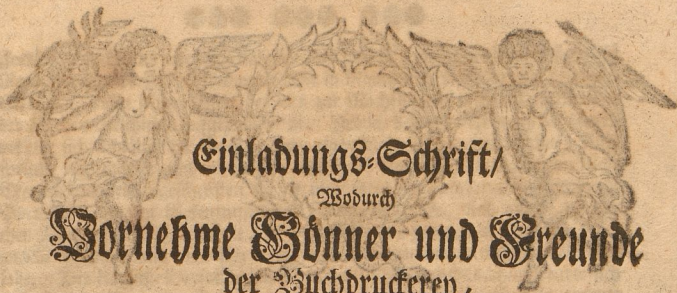 Einladungs-Schrift/
Wodurch
Vornehme Gönner und Freunde
der Buchdruckerey,